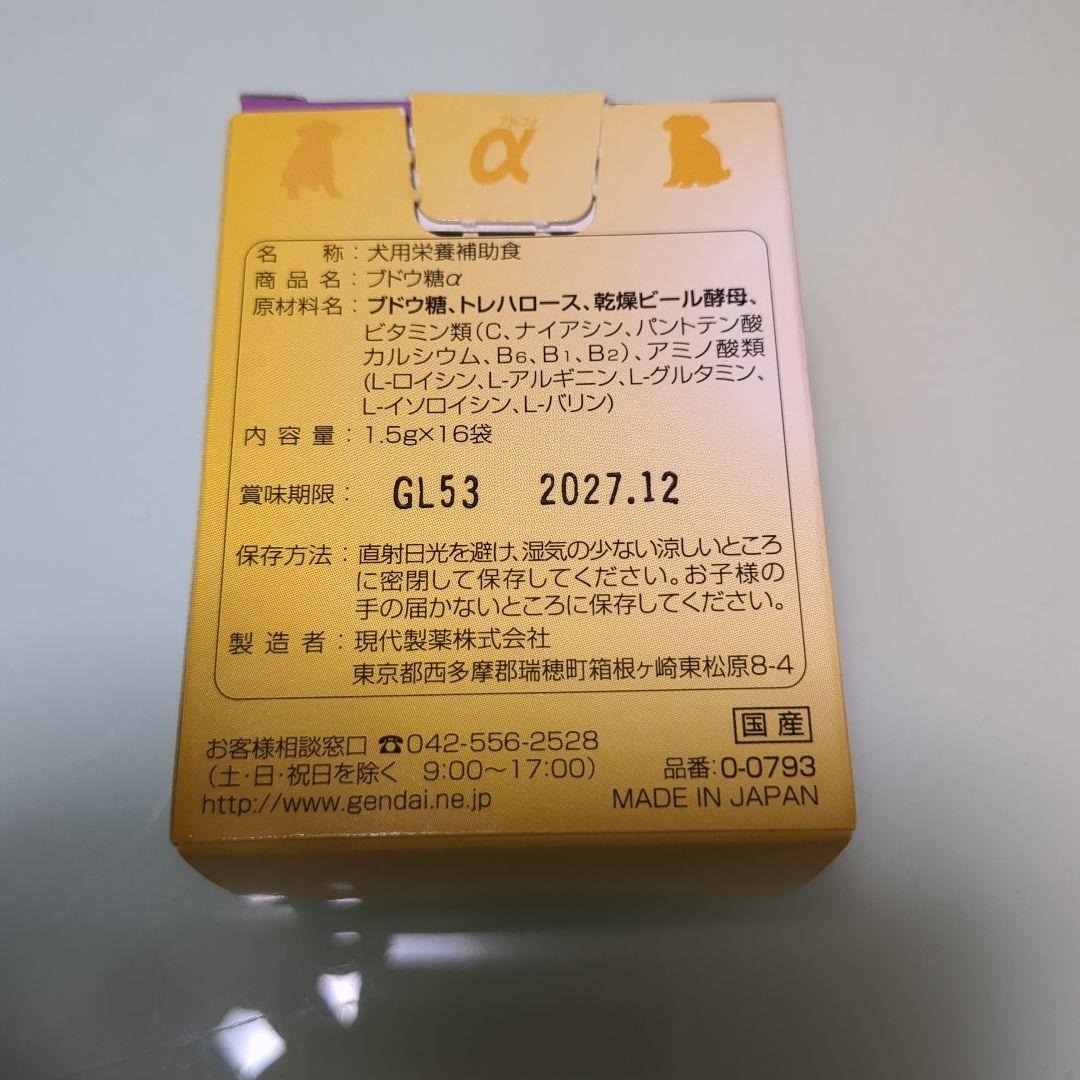 アルファ
α
名 称：犬用栄養補助食
商品名：ブドウ糖α
原材料名：ブドウ糖、トレハロース、乾燥ビール酵母、
ビタミン類（C、ナイアシン、パントテン酸
カルシウム、B6、B1、B2）、アミノ酸類
（L-ロイシン、L-アルギニン、L-グルタミン、
L-イソロイシン、L-バリン）
内容量：1.5g×16袋
賞味期限： GL53 2027.12
保存方法：直射日光を避け、湿気の少ない涼しいところ
に密閉して保存してください。お子様の
手の届かないところに保存してください。
製造者：現代製薬株式会社
東京都西多摩郡瑞穂町箱根ヶ崎東松原8-4
国産
お客様相談窓口 ☎042-556-2528
（土・日・祝日を除く 9:00～17:00） 品番：0-0793
http://www.gendai.ne.jp MADE IN JAPAN